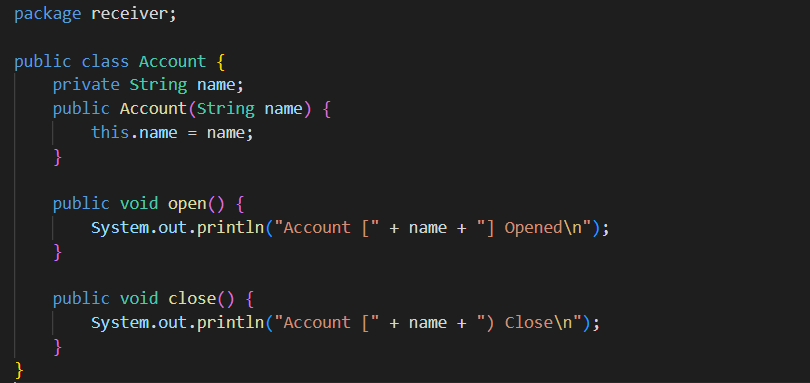 package receiver;
public class Account {
private String name;
public Account(String name) {
this.name = name;
}
public void open() {
System.out.println("Account [" + name + "] Opened\n");
}
public void close() {
System.out.println("Account [" + name + ") Close\n");
}
}